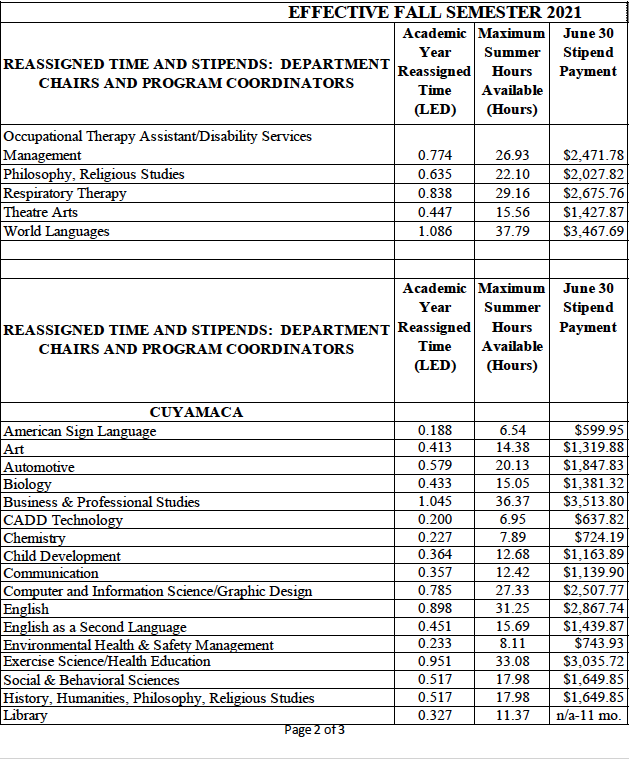 EFFECTIVE FALL SEMESTER 2021
REASSIGNED TIME AND STIPENDS: DEPARTMENT CHAIRS AND PROGRAM COORDINATORS Academic Year Reassigned Time (LED) Maximum Summer Hours Available (Hours) June 30 Stipend Payment
Occupational Therapy Assistant/Disability Services
Management 0.774 26.93 $2,471.78
Philosophy, Religious Studies 0.635 22.10 $2,027.82
Respiratory Therapy 0.838 29.16 $2,675.76
Theatre Arts 0.447 15.56 $1,427.87
World Languages 1.086 37.79 $3,467.69
REASSIGNED TIME AND STIPENDS: DEPARTMENT CHAIRS AND PROGRAM COORDINATORS Academic Year Reassigned Time (LED) Maximum Summer Hours Available (Hours) June 30 Stipend Payment
CUYAMACA
American Sign Language 0.188 6.54 $599.95
Art 0.413 14.38 $1,319.88
Automotive 0.579 20.13 $1,847.83
Biology 0.433 15.05 $1,381.32
Business & Professional Studies 1.045 36.37 $3,513.80
CADD Technology 0.200 6.95 $637.82
Chemistry 0.227 7.89 $724.19
Child Development 0.364 12.68 $1,163.89
Communication 0.357 12.42 $1,139.90
Computer and Information Science/Graphic Design 0.785 27.33 $2,507.77
English 0.898 31.25 $2,867.74
English as a Second Language 0.451 15.69 $1,439.87
Environmental Health & Safety Management 0.233 8.11 $743.93
Exercise Science/Health Education 0.951 33.08 $3,035.72
Social & Behavioral Sciences 0.517 17.98 $1,649.85
History, Humanities, Philosophy, Religious Studies 0.517 17.98 $1,649.85
Library 0.327 11.37 n/a-11 mo.
Page 2 of 3